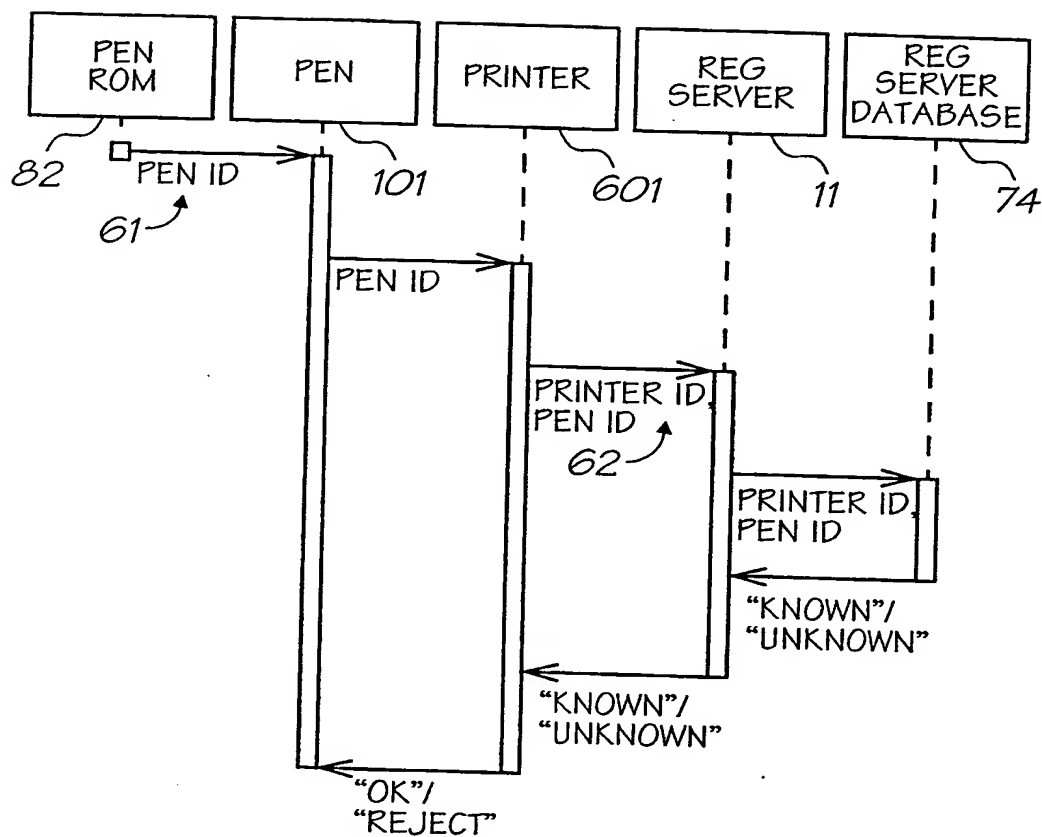 PEN
ROM
PEN
PRINTER
REG
SERVER
REG
SERVER
DATABASE
82
PEN ID
61
101
601
11
74
PEN ID
PRINTER ID,
PEN ID
62
PRINTER ID,
PEN ID
“KNOWN”/
“UNKNOWN”
“KNOWN”/
“UNKNOWN”
“OK”/
“REJECT”